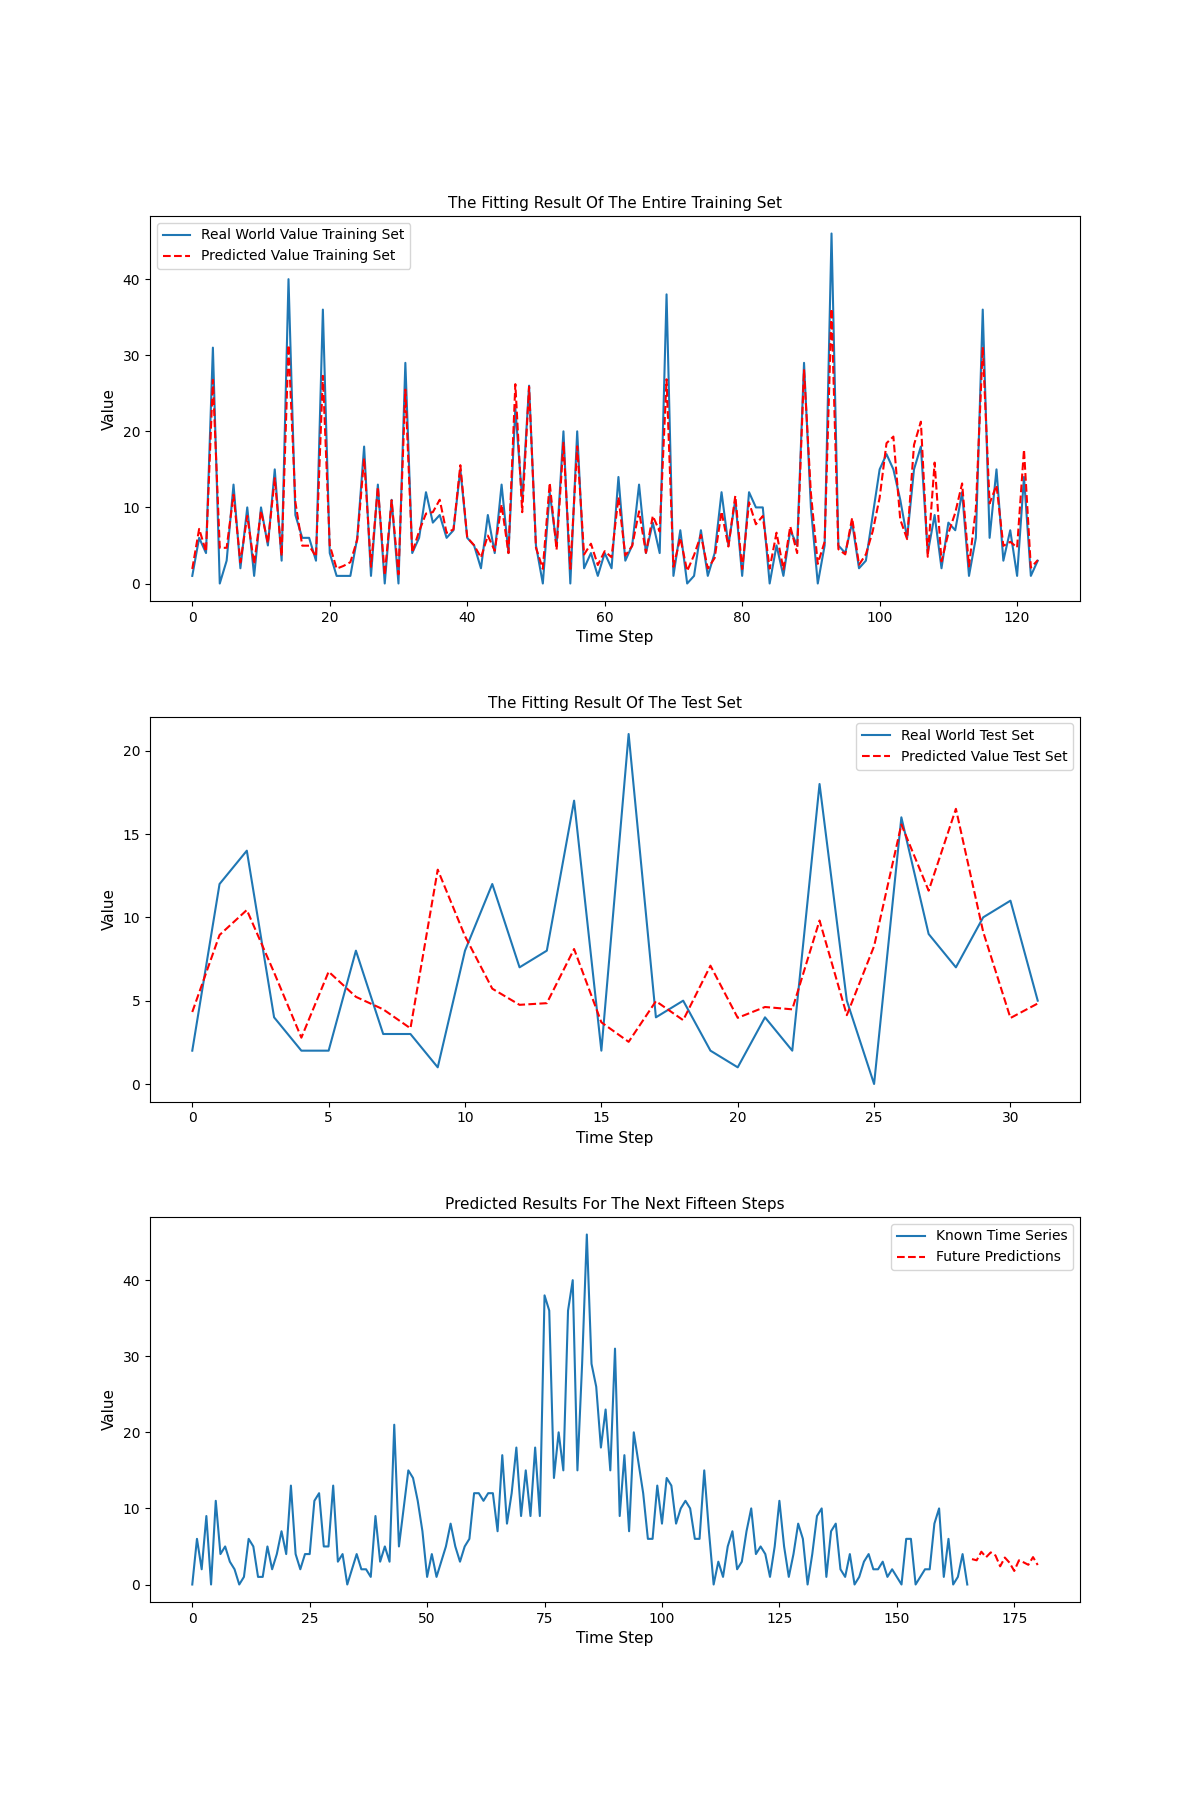 The Fitting Result Of The Entire Training Set
Real World Value Training Set
Predicted Value Training Set
Value
40
30
20
10
0
0 20 40 60 80 100 120
Time Step
The Fitting Result Of The Test Set
Real World Test Set
Predicted Value Test Set
Value
20
15
10
5
0
0 5 10 15 20 25 30
Time Step
Predicted Results For The Next Fifteen Steps
Known Time Series
Future Predictions
Value
40
30
20
10
0
0 25 50 75 100 125 150 175
Time Step